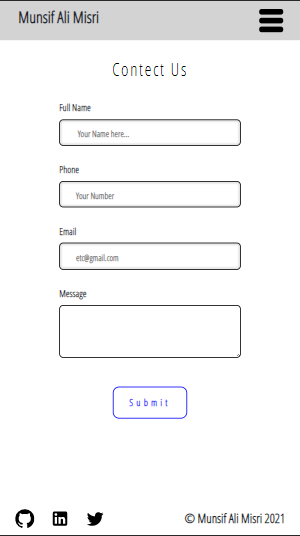 Munsif Ali Misri
Contect Us
Full Name
Your Name here...
Phone
Your Number
Email
etc@gmail.com
Message
Submit
© Munsif Ali Misri 2021